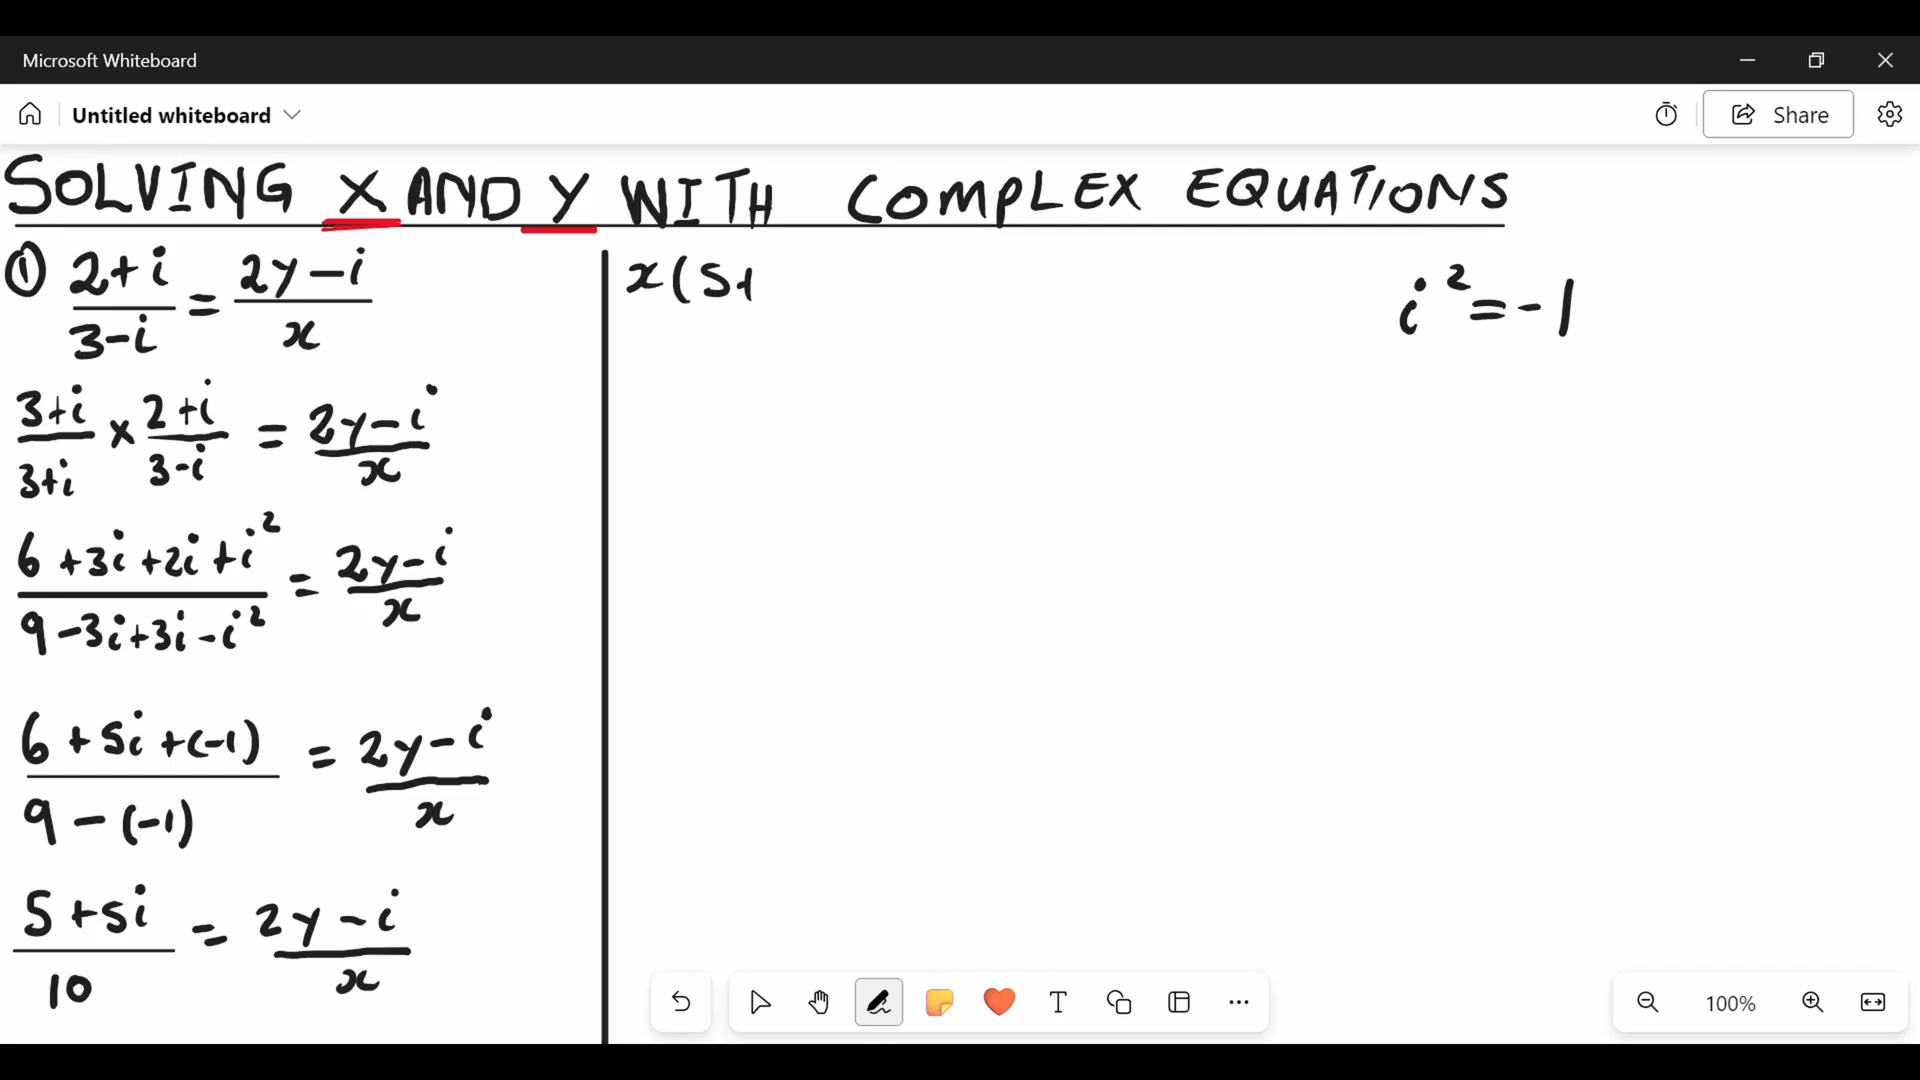 Microsoft Whiteboard
Untitled whiteboard
Share
SOLVING X AND Y WITH COMPLEX EQUATIONS
① (2+i)/(3-i) = (2y-i)/x
(3+i)/(3+i) × (2+i)/(3-i) = (2y-i)/x
(6+3i+2i+i²)/(9-3i+3i-i²) = (2y-i)/x
(6+5i+(-1))/(9-(-1)) = (2y-i)/x
(5+5i)/10 = (2y-i)/x
x(5+
i²=-1
100%